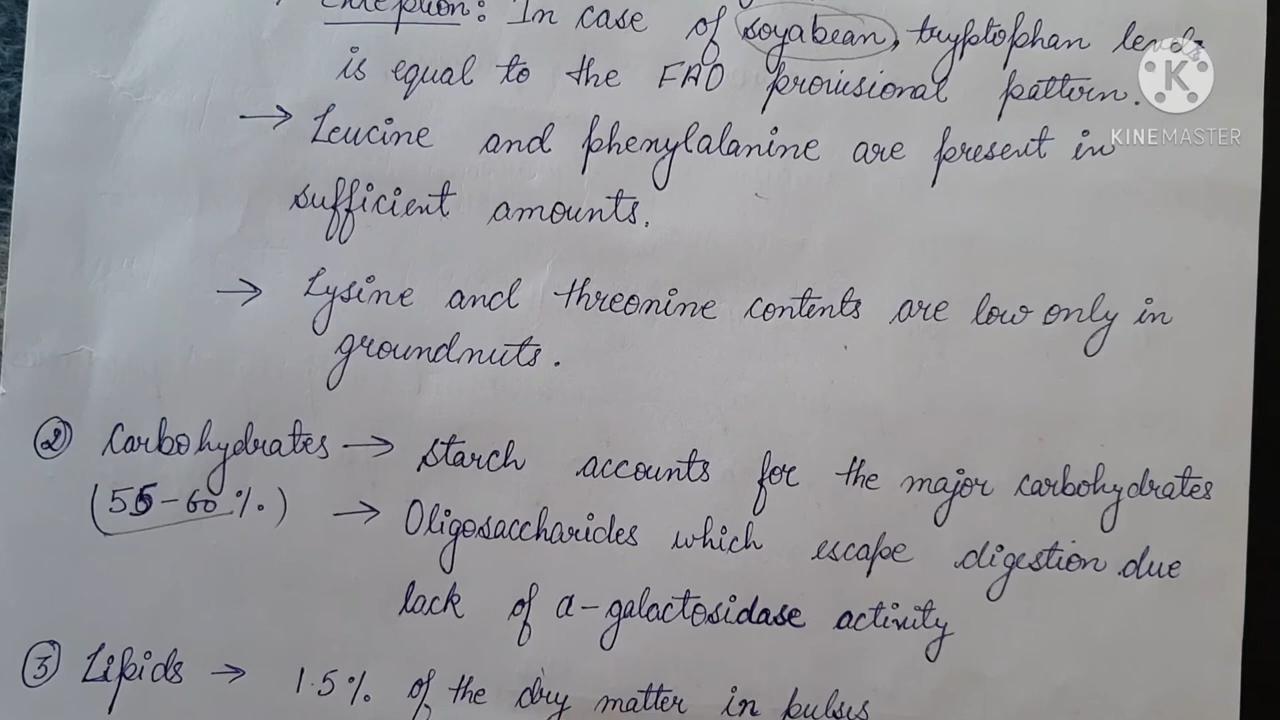 Exception: In case of soyabean, tryptophan levels
is equal to the FAO provisional pattern.
→ Leucine and phenylalanine are present in
sufficient amounts.
→ Lysine and threonine contents are low only in
groundnuts.
② Carbohydrates → Starch accounts for the major carbohydrates
(55-60%.) → Oligosaccharides which escape digestion due
lack of α-galactosidase activity
③ Lipids → 1.5% of the dry matter in pulses
K
KINEMASTER